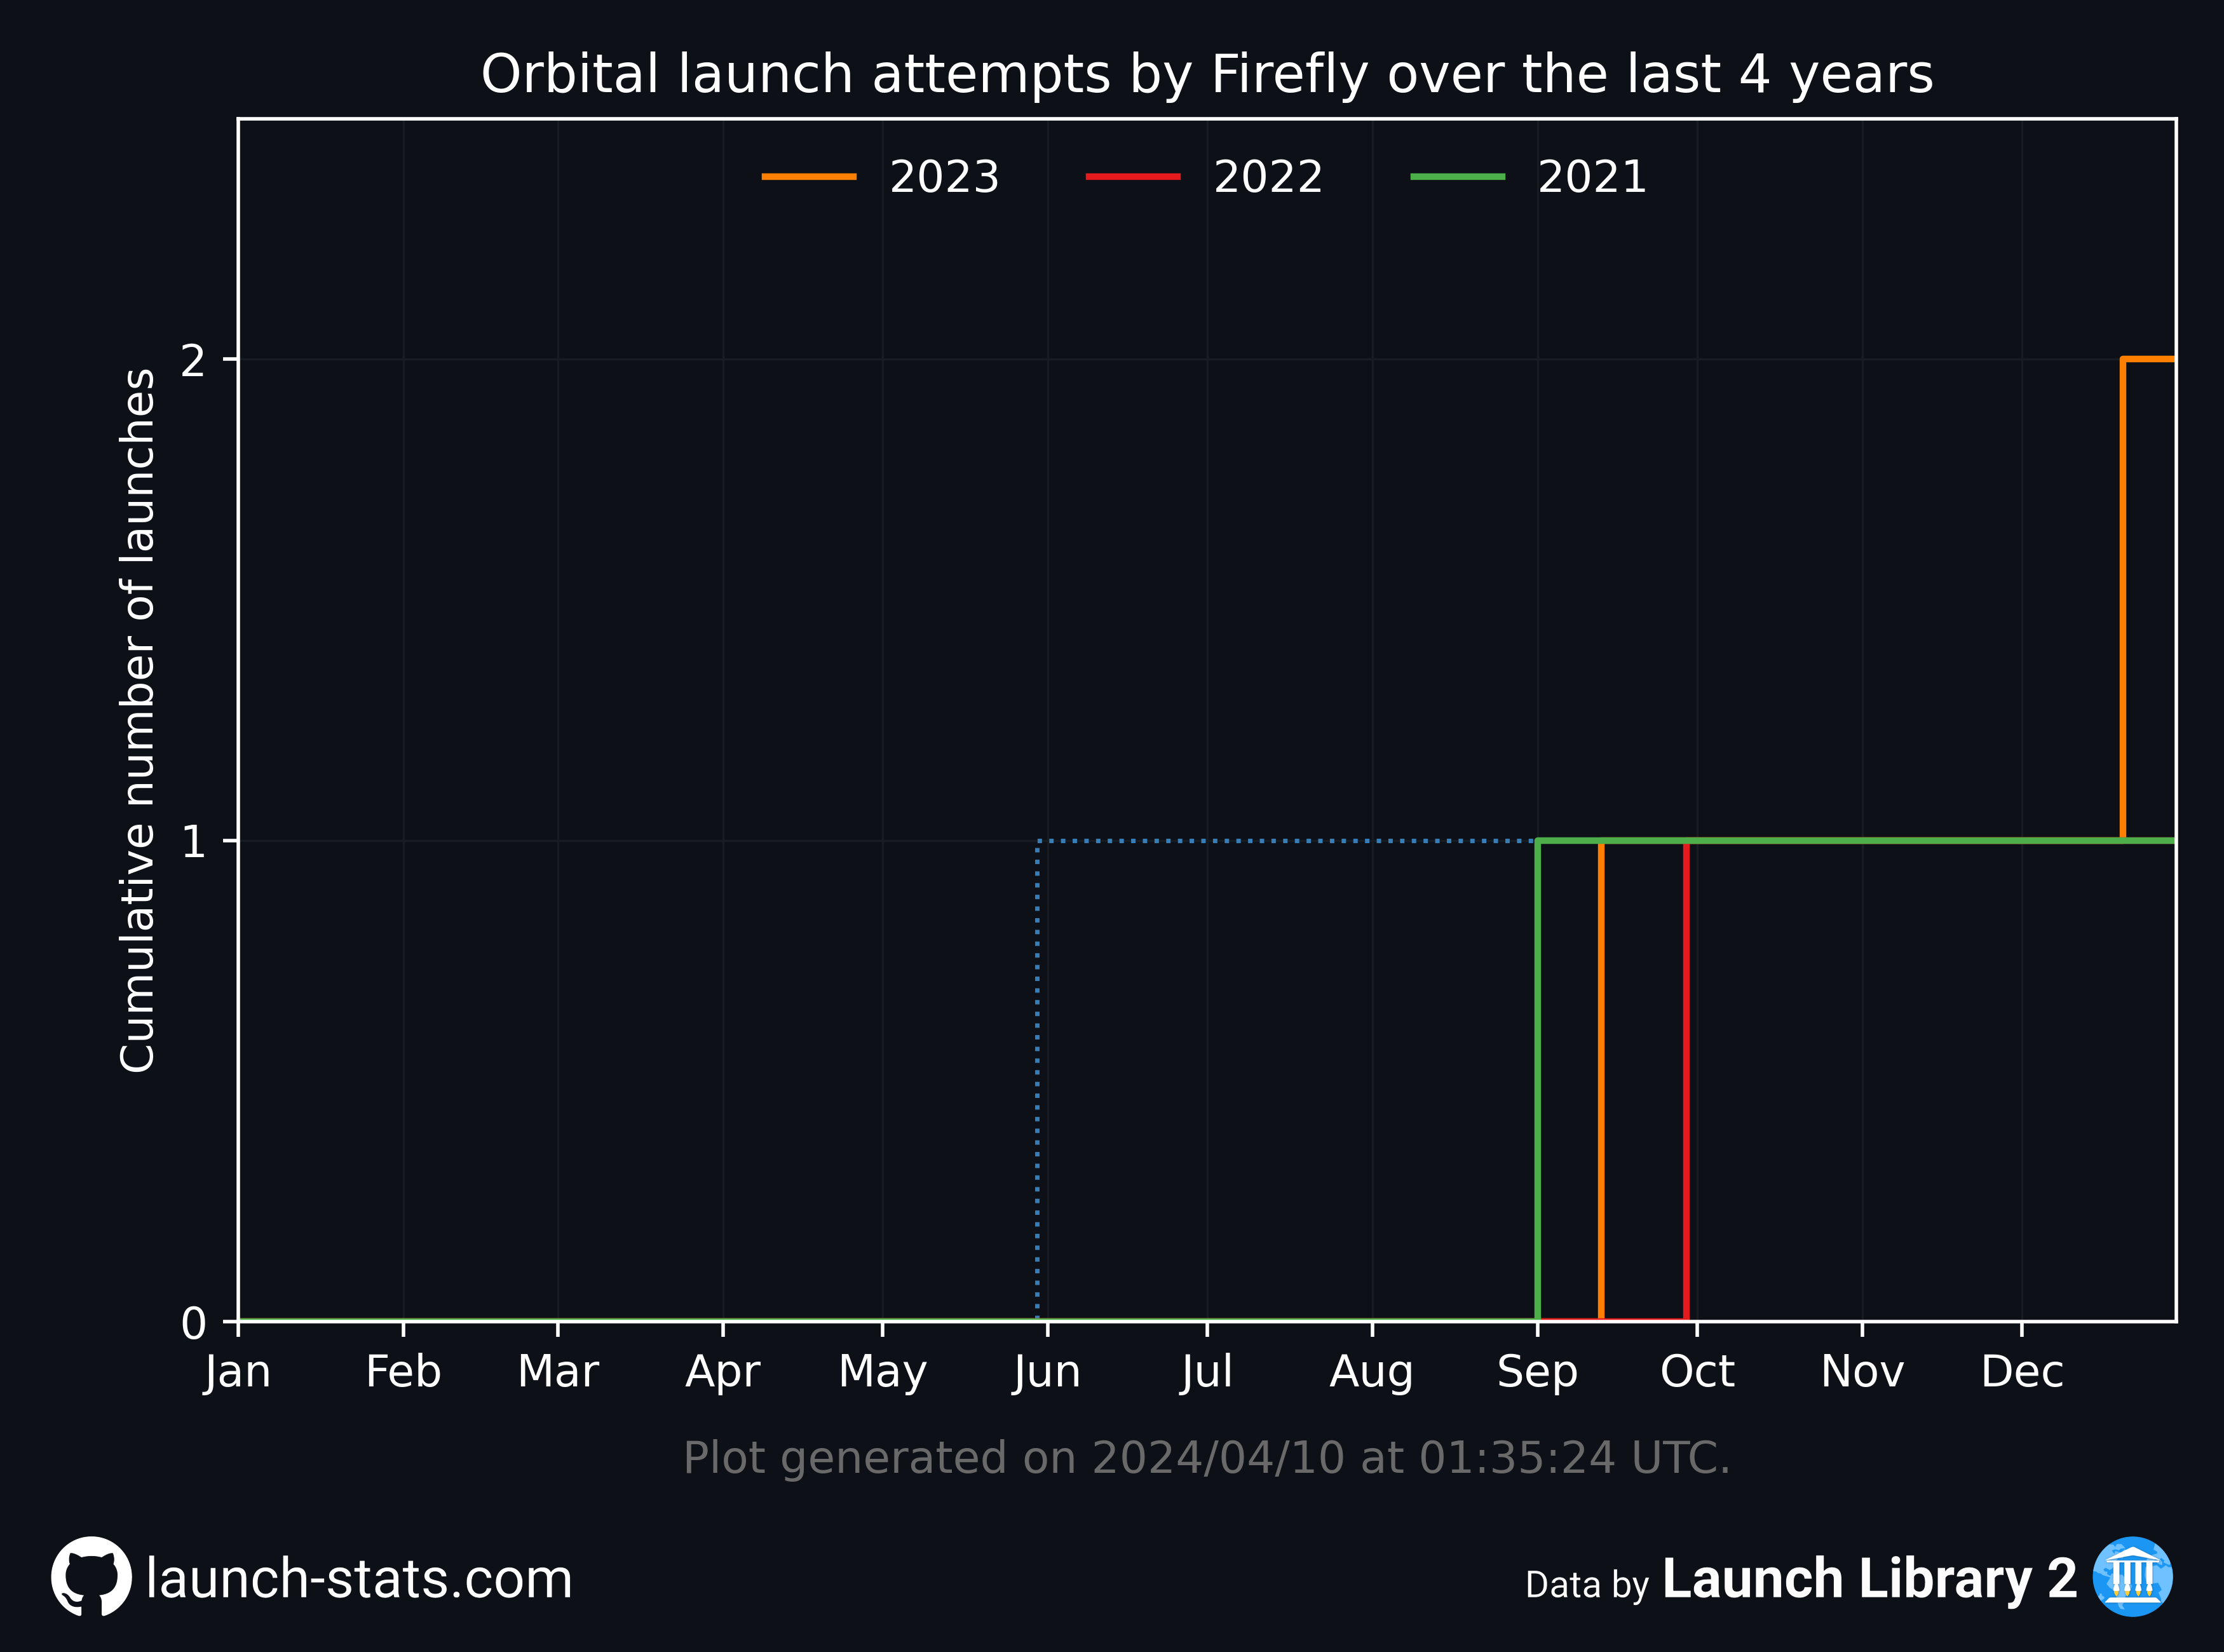 Orbital launch attempts by Firefly over the last 4 years
2023 2022 2021
Cumulative number of launches
2
1
0
Jan Feb Mar Apr May Jun Jul Aug Sep Oct Nov Dec
Plot generated on 2024/04/10 at 01:35:24 UTC.
launch-stats.com
Data by Launch Library 2